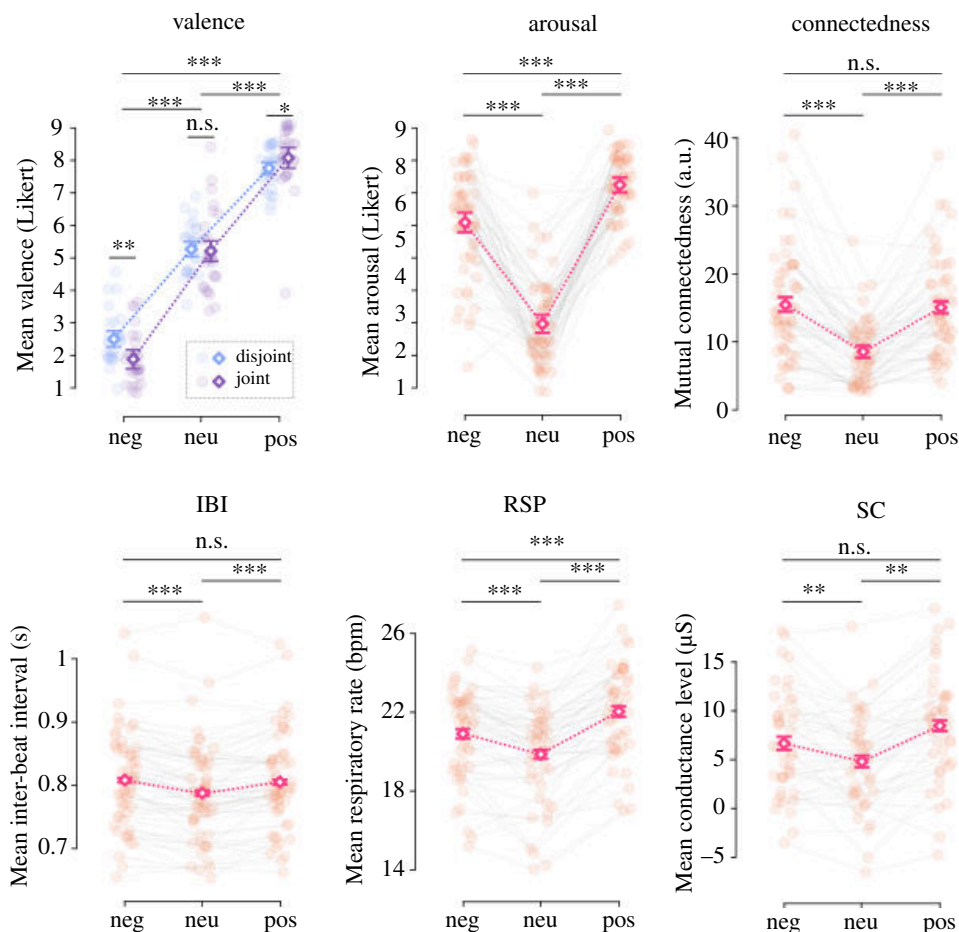 valence
***
***
***
n.s.
*
**
Mean valence (Likert)
9
8
7
6
5
4
3
2
1
disjoint
joint
neg neu pos
arousal
***
***
***
Mean arousal (Likert)
9
8
7
6
5
4
3
2
1
neg neu pos
connectedness
n.s.
***
***
Mutual connectedness (a.u.)
40
30
20
10
0
neg neu pos
IBI
n.s.
***
***
Mean inter-beat interval (s)
1
0.9
0.8
0.7
neg neu pos
RSP
***
***
***
Mean respiratory rate (bpm)
26
22
18
14
neg neu pos
SC
n.s.
**
**
Mean conductance level (µS)
15
10
5
0
–5
neg neu pos